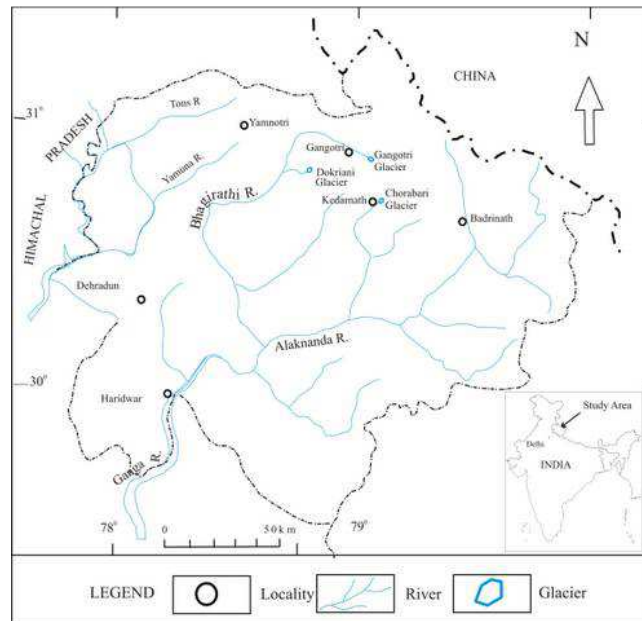 N
CHINA
31°
Tons R
PRADESH
Yamnotri
Gangotri
Gangotri
Glacier
Yamuna R.
Dokriani
Glacier
Bhagirathi R.
Kedarnath
Chorabari
Glacier
Badrinath
HIMACHAL
Dehradun
Alaknanda R.
30°
Haridwar
Study Area
Delhi
INDIA
Ganga R.
78°
0 50 km
79°
LEGEND Locality River Glacier